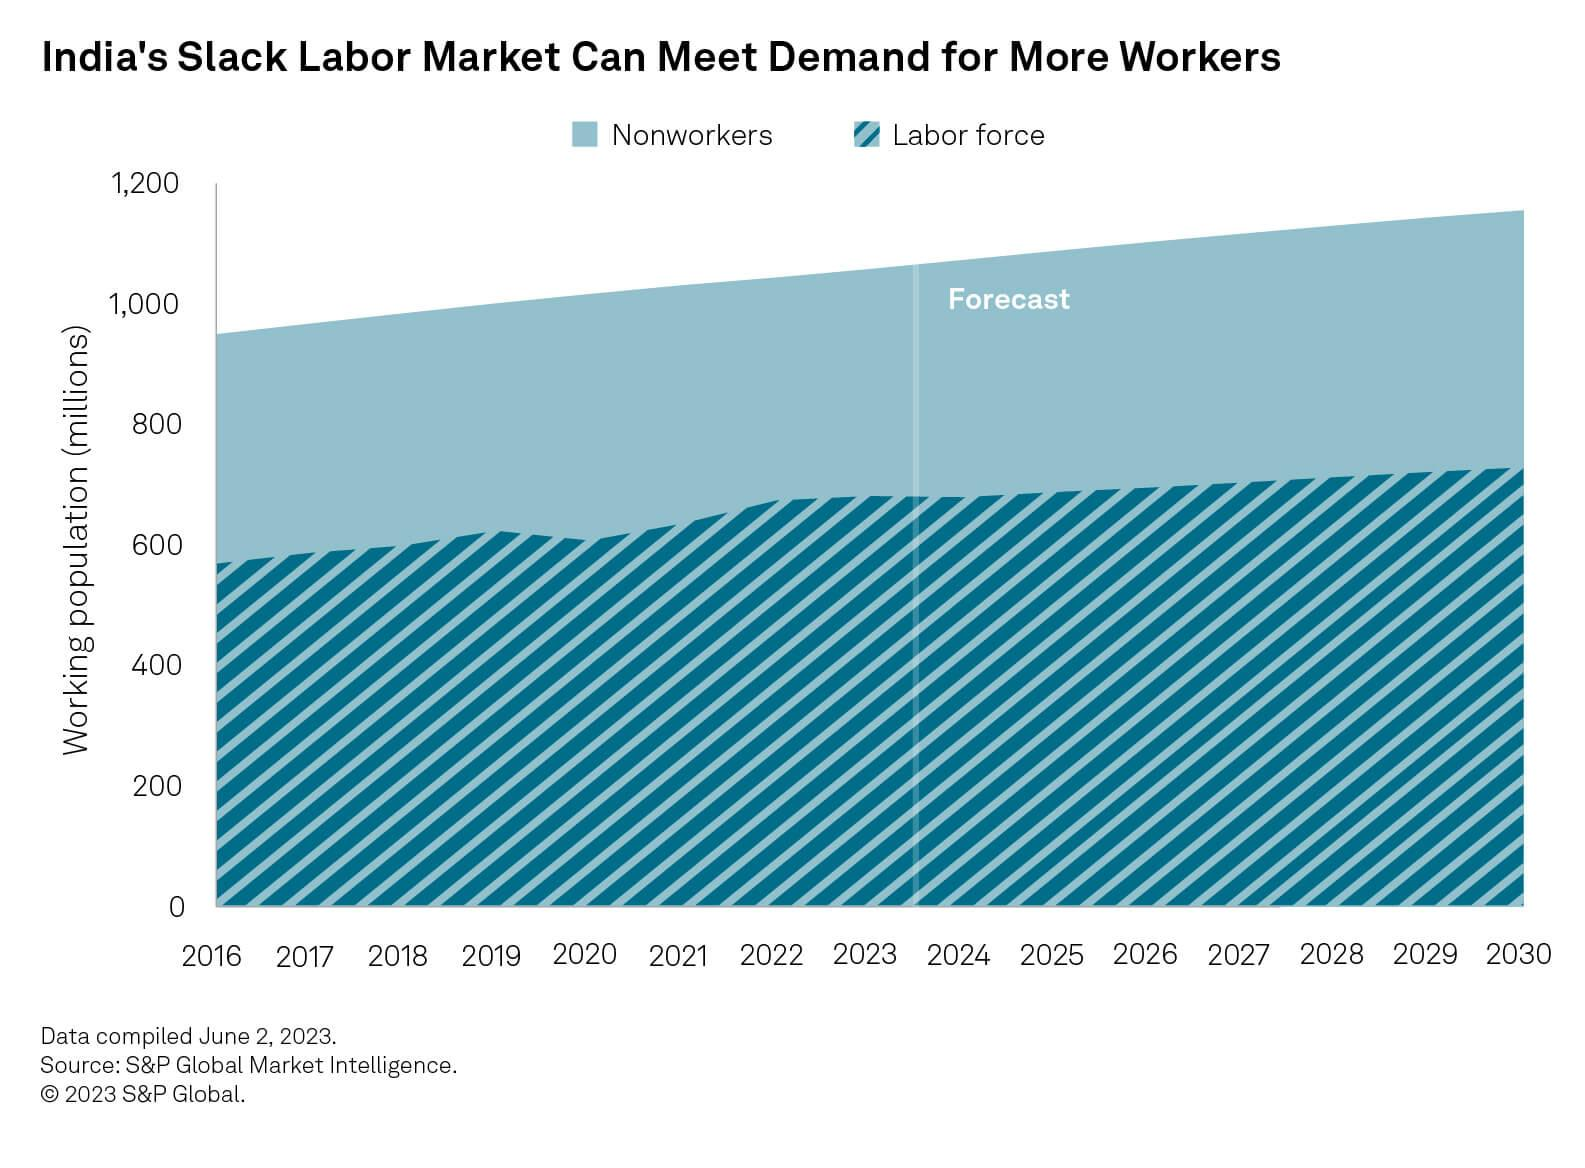 India's Slack Labor Market Can Meet Demand for More Workers
Nonworkers
Labor force
1,200
1,000
800
600
400
200
0
Working population (millions)
Forecast
2016 2017 2018 2019 2020 2021 2022 2023 2024 2025 2026 2027 2028 2029 2030
Data compiled June 2, 2023.
Source: S&P Global Market Intelligence.
© 2023 S&P Global.